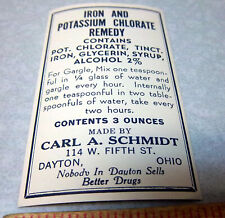 IRON AND
POTASSIUM CHLORATE
REMEDY
CONTAINS
POT. CHLORATE, TINCT.
IRON, GLYCERIN, SYRUP,
ALCOHOL 2%
For Gargle, Mix one teaspoon-
ful in ¼ glass of water and
gargle every hour. Internally
one teaspoonful in two table-
spoonfuls of water, take every
two hours.
CONTENTS 3 OUNCES
MADE BY
CARL A. SCHMIDT
114 W. FIFTH ST.
DAYTON, OHIO
Nobody In Dayton Sells
Better Drugs